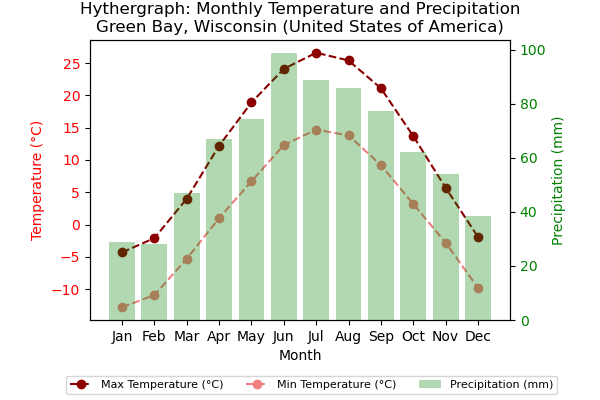 Hythergraph: Monthly Temperature and Precipitation
Green Bay, Wisconsin (United States of America)
Temperature (°C)
25
20
15
10
5
0
−5
−10
100
80
60
40
20
0
Precipitation (mm)
Jan Feb Mar Apr May Jun Jul Aug Sep Oct Nov Dec
Month
Max Temperature (°C) Min Temperature (°C) Precipitation (mm)